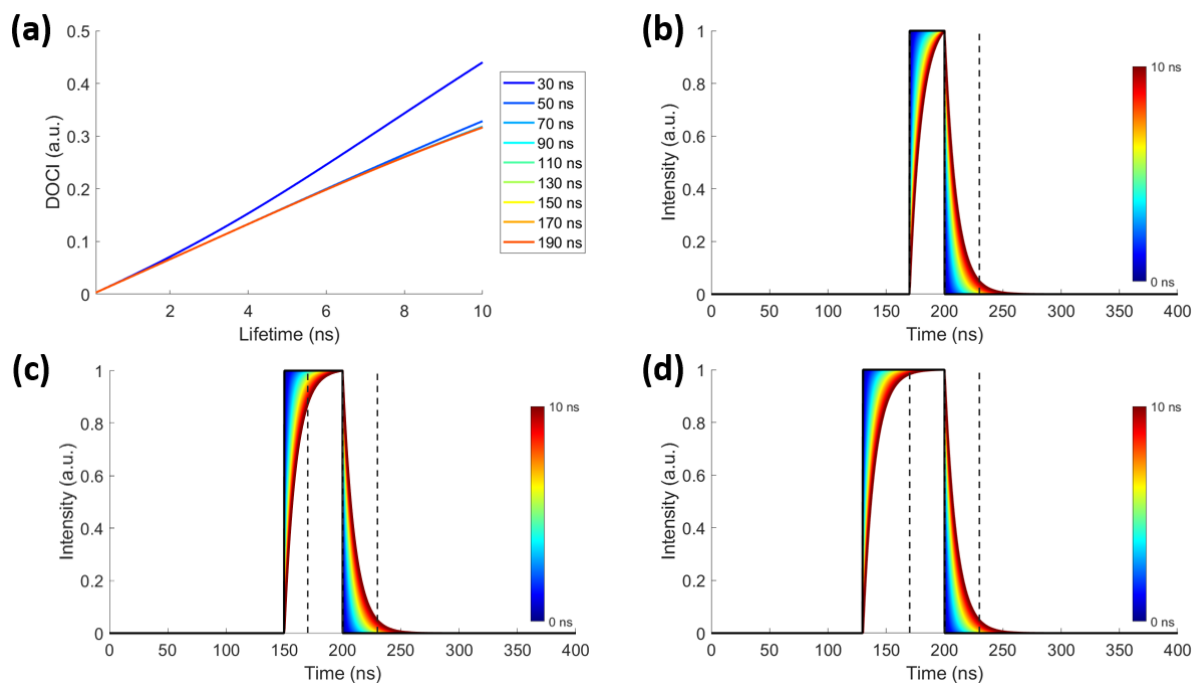 (a)
0.5
0.4
0.3
0.2
0.1
0
DOCI (a.u.)
2
4
6
8
10
Lifetime (ns)
30 ns
50 ns
70 ns
90 ns
110 ns
130 ns
150 ns
170 ns
190 ns
(b)
1
0.8
0.6
0.4
0.2
0
Intensity (a.u.)
0
50
100
150
200
250
300
350
400
Time (ns)
10 ns
0 ns
(c)
1
0.8
0.6
0.4
0.2
0
Intensity (a.u.)
0
50
100
150
200
250
300
350
400
Time (ns)
10 ns
0 ns
(d)
1
0.8
0.6
0.4
0.2
0
Intensity (a.u.)
0
50
100
150
200
250
300
350
400
Time (ns)
10 ns
0 ns